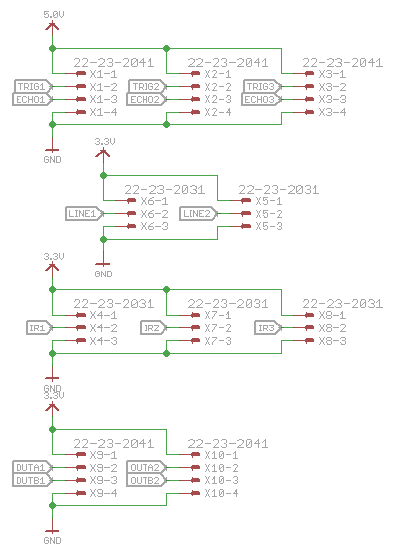 5.0V
22-23-2041 22-23-2041 22-23-2041
X1-1 X2-1 X3-1
TRIG1 X1-2 TRIG2 X2-2 TRIG3 X3-2
ECHO1 X1-3 ECHO2 X2-3 ECHO3 X3-3
X1-4 X2-4 X3-4
GND
3.3V
22-23-2031 22-23-2031
X6-1 X5-1
LINE1 X6-2 LINE2 X5-2
X6-3 X5-3
GND
3.3V
22-23-2031 22-23-2031 22-23-2031
X4-1 X7-1 X8-1
IR1 X4-2 IR2 X7-2 IR3 X8-2
X4-3 X7-3 X8-3
GND
3.3V
22-23-2041 22-23-2041
X9-1 X10-1
OUTA1 X9-2 OUTA2 X10-2
OUTB1 X9-3 OUTB2 X10-3
X9-4 X10-4
GND